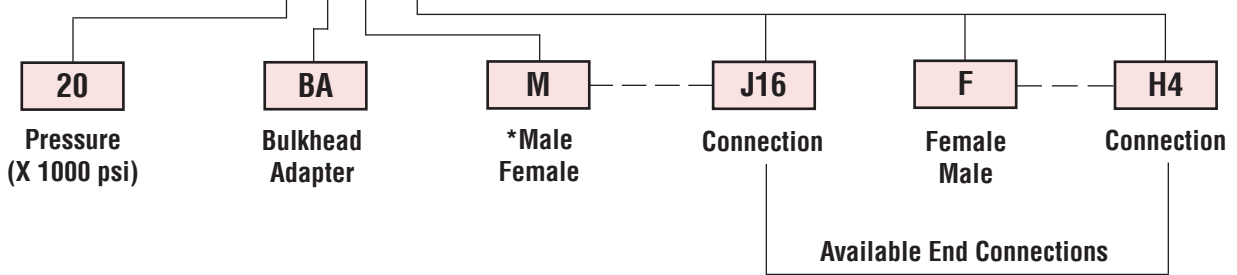 20
BA
M
J16
F
H4
Pressure
(X 1000 psi)
Bulkhead
Adapter
*Male
Female
Connection
Female
Male
Connection
Available End Connections